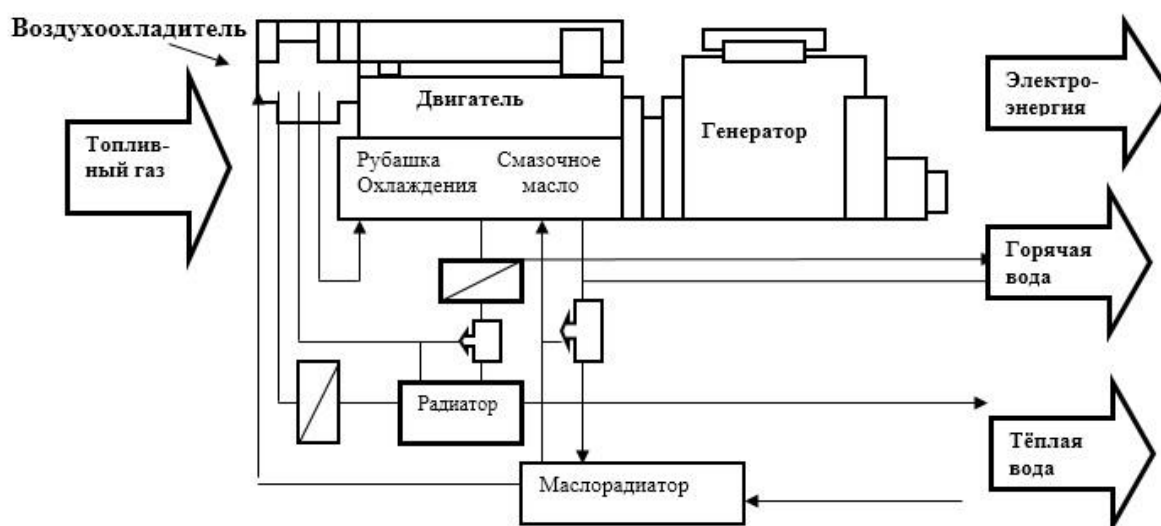 Воздухоохладитель
Топлив-
ный газ
Двигатель
Рубашка
Охлаждения
Смазочное
масло
Генератор
Электро-
энергия
Горячая
вода
Радиатор
Тёплая
вода
Маслорадиатор